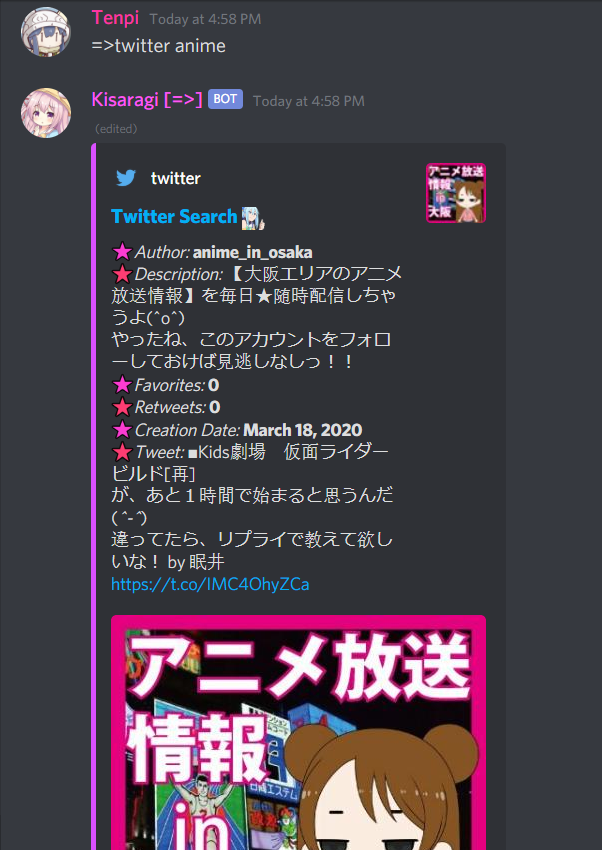 Tenpi Today at 4:58 PM
=>twitter anime
Kisaragi [=>] BOT Today at 4:58 PM
(edited)
twitter
アニメ放送
情報
in
大阪
Twitter Search
Author: anime_in_osaka
Description: 【大阪エリアのアニメ
放送情報】を毎日★随時配信しちゃ
うよ(^o^)
やったね、このアカウントをフォロ
ーしておけば見逃しなしっ！！
Favorites: 0
Retweets: 0
Creation Date: March 18, 2020
Tweet: ■Kids劇場　仮面ライダー
ビルド[再]
が、あと１時間で始まると思うんだ
( ^-^)
違ってたら、リプライで教えて欲し
いな！ by 眠井
https://t.co/IMC4OhyZCa
アニメ放送
情報
in